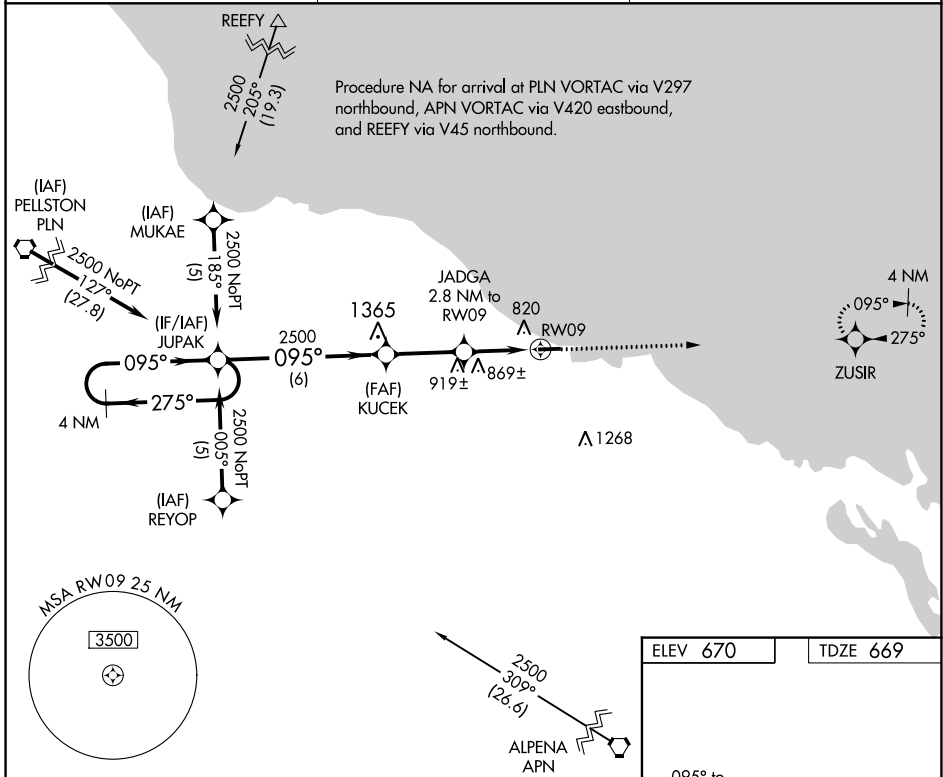 REEFY
2500
205°
(19.3)
Procedure NA for arrival at PLN VORTAC via V297
northbound, APN VORTAC via V420 eastbound,
and REEFY via V45 northbound.
(IAF)
PELLSTON
PLN
2500 NoPT
127°
(27.8)
(IAF)
MUKAE
2500 NoPT
185°
(5)
(IF/IAF)
JUPAK
095°
275°
4 NM
2500
095°
(6)
1365
(FAF)
KUCEK
JADGA
2.8 NM to
RW09
919±
869±
820
RW09
4 NM
095°
275°
ZUSIR
1268
2500 NoPT
005°
(5)
(IAF)
REYOP
MSA RW09 25 NM
3500
2500
309°
(26.6)
ALPENA
APN
ELEV 670
TDZE 669
095° to